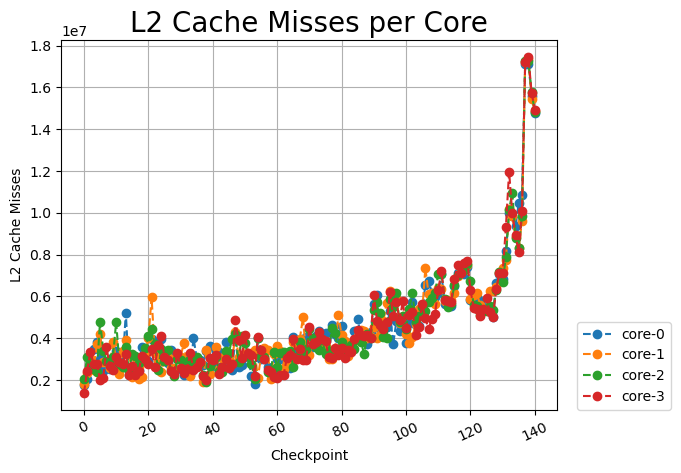 L2 Cache Misses per Core
1e7
1.8
1.6
1.4
1.2
1.0
0.8
0.6
0.4
0.2
L2 Cache Misses
0
20
40
60
80
100
120
140
Checkpoint
core-0
core-1
core-2
core-3